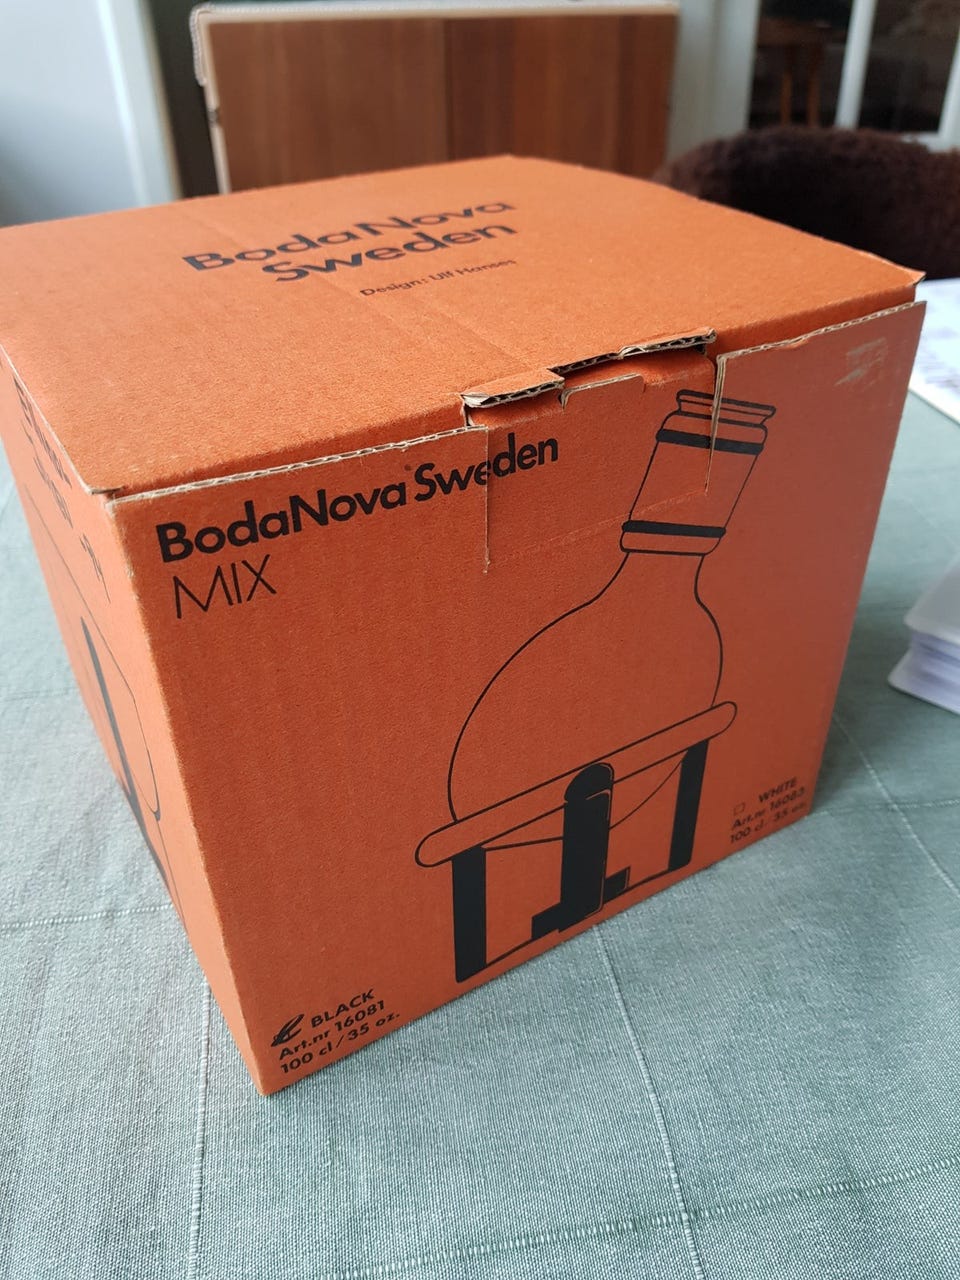 BodaNova
Sweden
Design: Ulf Hanses
BodaNova Sweden
MIX
WHITE
Art.nr 16083
100 cl / 35 oz.
BLACK
Art.nr 16081
100 cl / 35 oz.